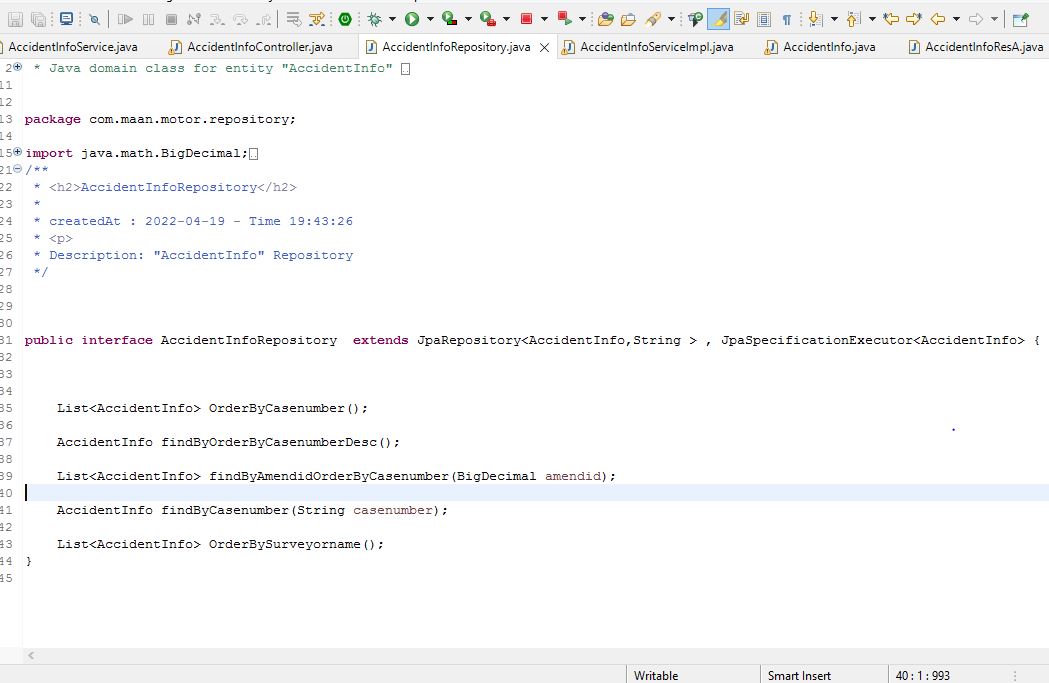 AccidentInfoService.java AccidentInfoController.java AccidentInfoRepository.java AccidentInfoServiceImpl.java AccidentInfo.java AccidentInfoResA.java
2 * Java domain class for entity "AccidentInfo"
11
12
13 package com.maan.motor.repository;
14
15 import java.math.BigDecimal;
21 /**
22 * <h2>AccidentInfoRepository</h2>
23 *
24 * createdAt : 2022-04-19 - Time 19:43:26
25 * <p>
26 * Description: "AccidentInfo" Repository
27 */
28
29
30
31 public interface AccidentInfoRepository  extends JpaRepository<AccidentInfo,String > , JpaSpecificationExecutor<AccidentInfo> {
32
33
34
35 List<AccidentInfo> OrderByCasenumber();
36
37 AccidentInfo findByOrderByCasenumberDesc();
38
39 List<AccidentInfo> findByAmendidOrderByCasenumber(BigDecimal amendid);
40
41 AccidentInfo findByCasenumber(String casenumber);
42
43 List<AccidentInfo> OrderBySurveyorname();
44 }
45
Writable Smart Insert 40 : 1 : 993